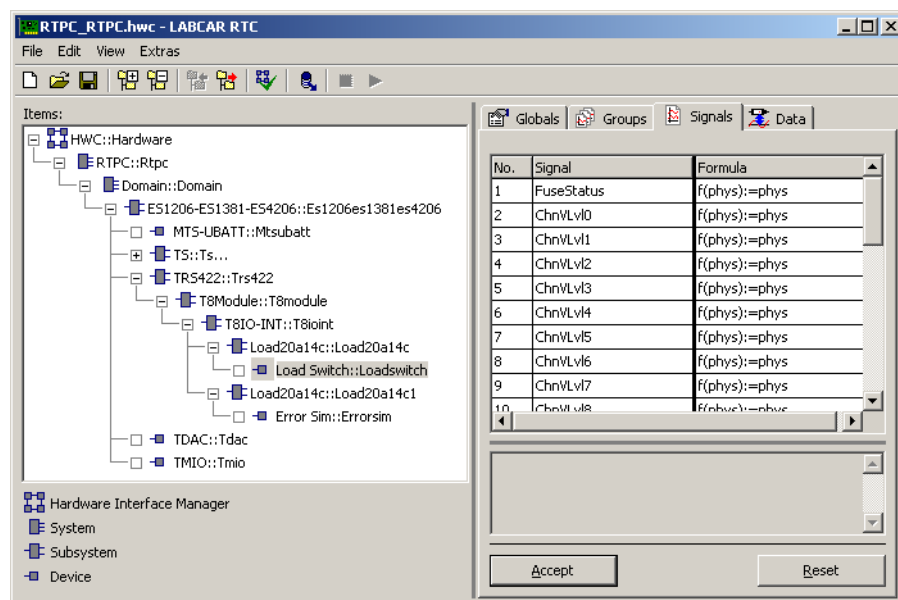 RTPC_RTPC.hwc - LABCAR RTC
File Edit View Extras
Items:
HWC::Hardware
RTPC::Rtpc
Domain::Domain
ES1206-ES1381-ES4206::Es1206es1381es4206
MTS-UBATT::Mtsubatt
TS::Ts...
TRS422::Trs422
T8Module::T8module
T8IO-INT::T8ioint
Load20a14c::Load20a14c
Load Switch::Loadswitch
Load20a14c::Load20a14c1
Error Sim::Errorsim
TDAC::Tdac
TMIO::Tmio
Hardware Interface Manager
System
Subsystem
Device
Globals Groups Signals Data
No. Signal Formula
1 FuseStatus f(phys):=phys
2 ChnVLvl0 f(phys):=phys
3 ChnVLvl1 f(phys):=phys
4 ChnVLvl2 f(phys):=phys
5 ChnVLvl3 f(phys):=phys
6 ChnVLvl4 f(phys):=phys
7 ChnVLvl5 f(phys):=phys
8 ChnVLvl6 f(phys):=phys
9 ChnVLvl7 f(phys):=phys
10 ChnVLvl8 f(phys):=phys
Accept Reset